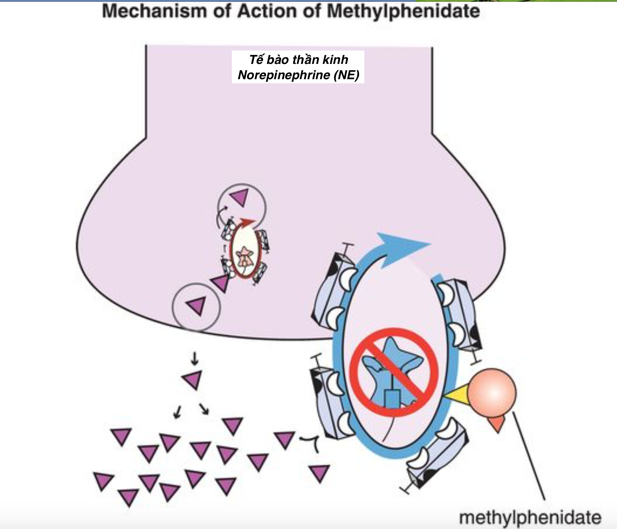 Mechanism of Action of Methylphenidate
Tế bào thần kinh
Norepinephrine (NE)
methylphenidate